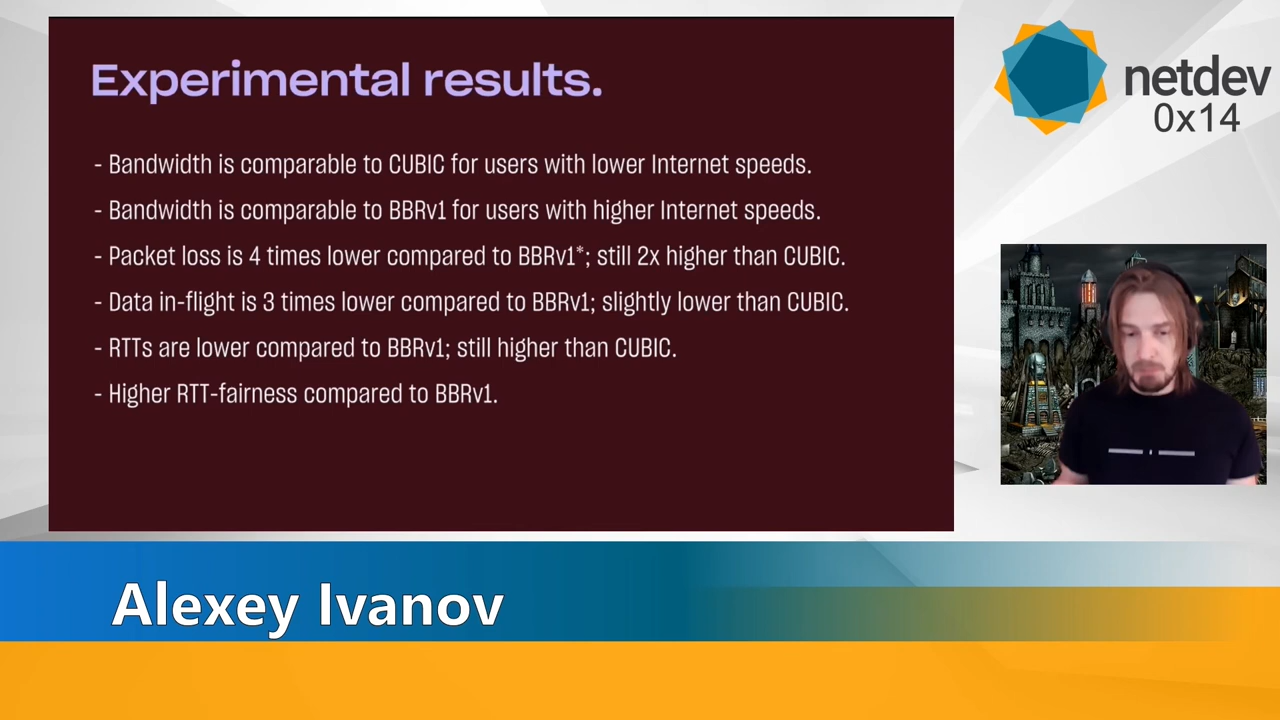 Experimental results.
- Bandwidth is comparable to CUBIC for users with lower Internet speeds.
- Bandwidth is comparable to BBRv1 for users with higher Internet speeds.
- Packet loss is 4 times lower compared to BBRv1*; still 2x higher than CUBIC.
- Data in-flight is 3 times lower compared to BBRv1; slightly lower than CUBIC.
- RTTs are lower compared to BBRv1; still higher than CUBIC.
- Higher RTT-fairness compared to BBRv1.
netdev
0x14
Alexey Ivanov